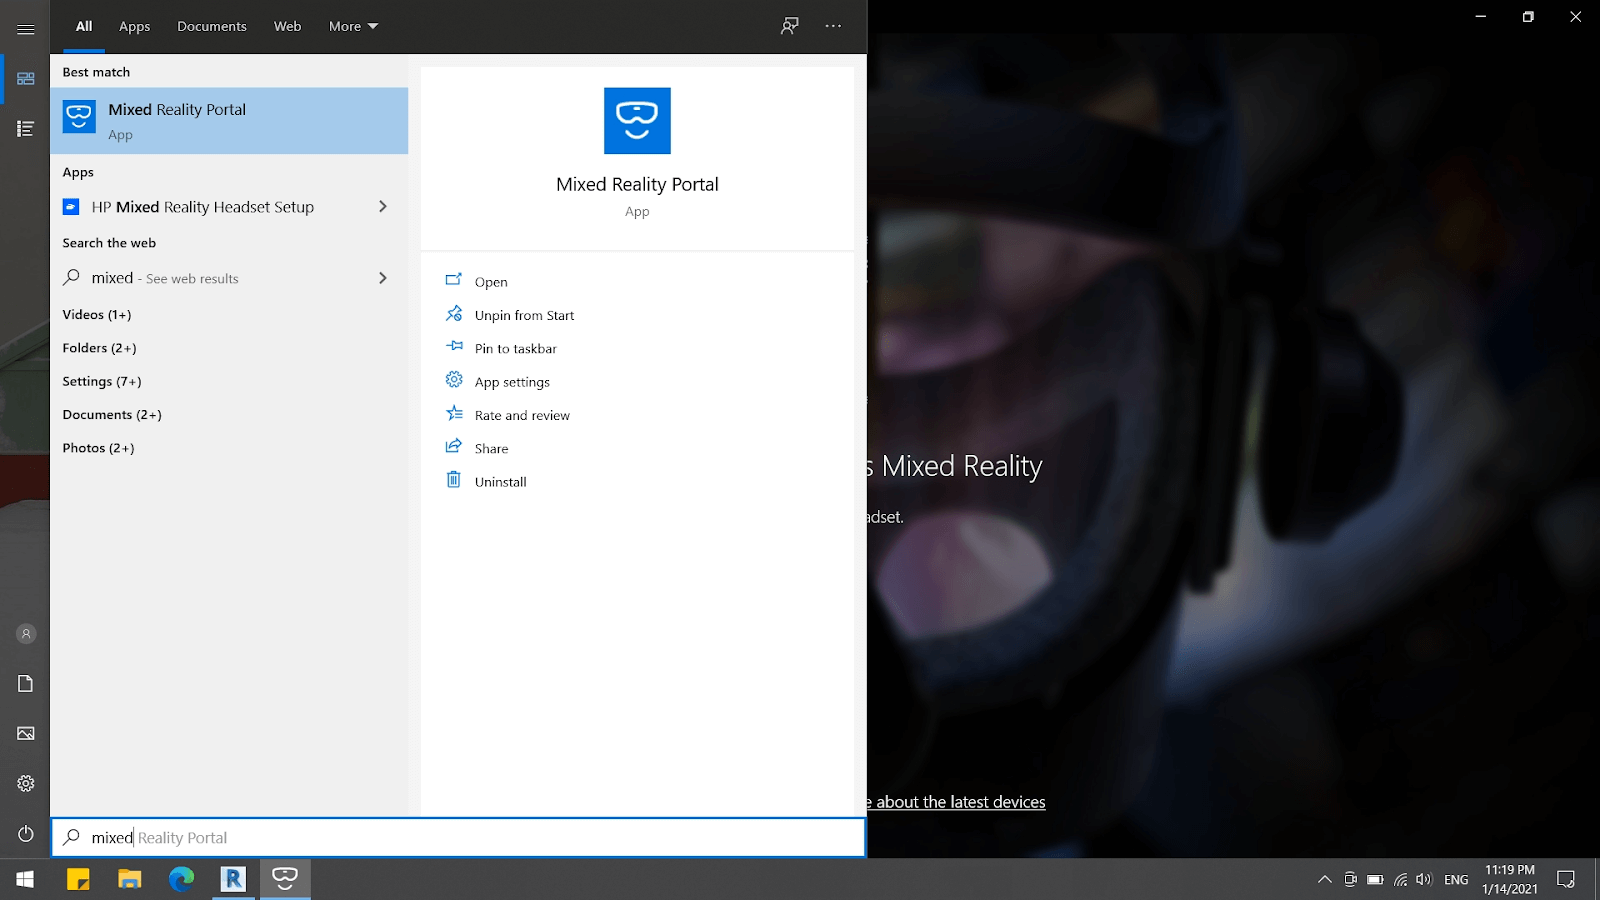 All Apps Documents Web More
Best match
Mixed Reality Portal
App
Apps
HP Mixed Reality Headset Setup
Search the web
mixed - See web results
Videos (1+)
Folders (2+)
Settings (7+)
Documents (2+)
Photos (2+)
Mixed Reality Portal
App
Open
Unpin from Start
Pin to taskbar
App settings
Rate and review
Share
Uninstall
s Mixed Reality
adset.
e about the latest devices
mixed Reality Portal
R
ENG
11:19 PM
1/14/2021